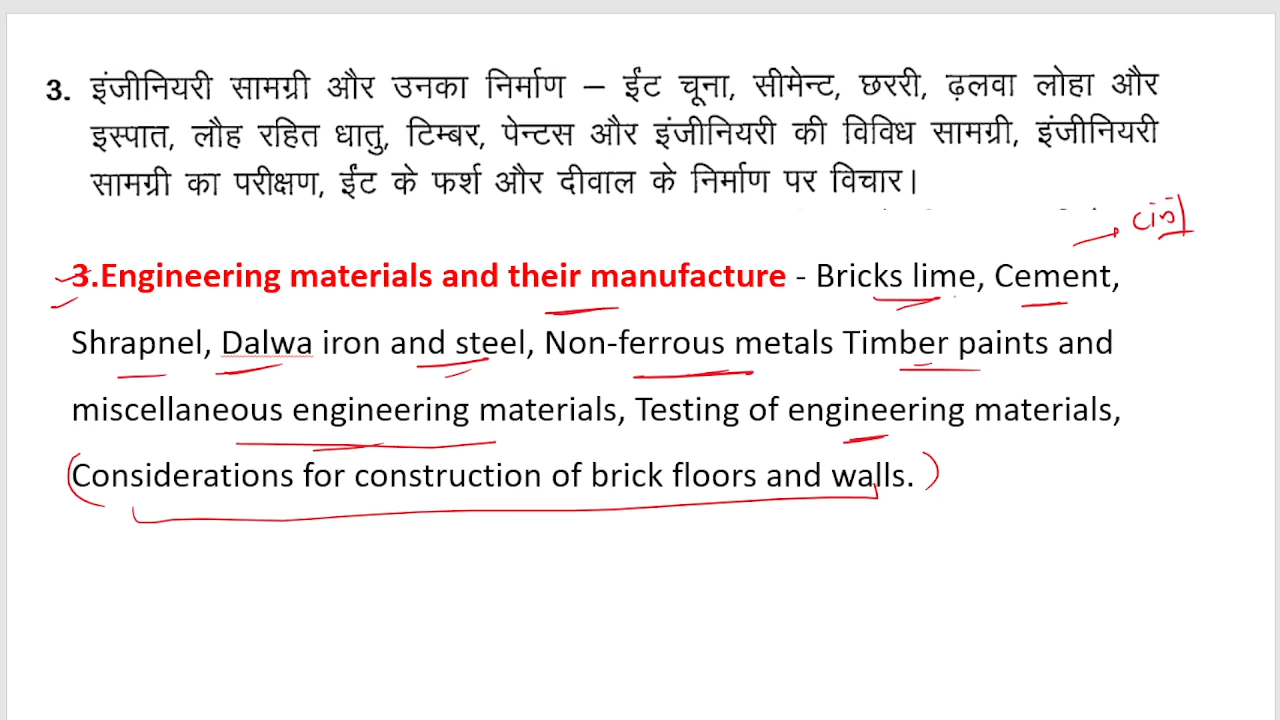 3. इंजीनियरी सामग्री और उनका निर्माण – ईंट चूना, सीमेन्ट, छररी, ढ़लवा लोहा और
इस्पात, लौह रहित धातु, टिम्बर, पेन्टस और इंजीनियरी की विविध सामग्री, इंजीनियरी
सामग्री का परीक्षण, ईंट के फर्श और दीवाल के निर्माण पर विचार।
3.Engineering materials and their manufacture - Bricks lime, Cement,
Shrapnel, Dalwa iron and steel, Non-ferrous metals Timber paints and
miscellaneous engineering materials, Testing of engineering materials,
Considerations for construction of brick floors and walls.